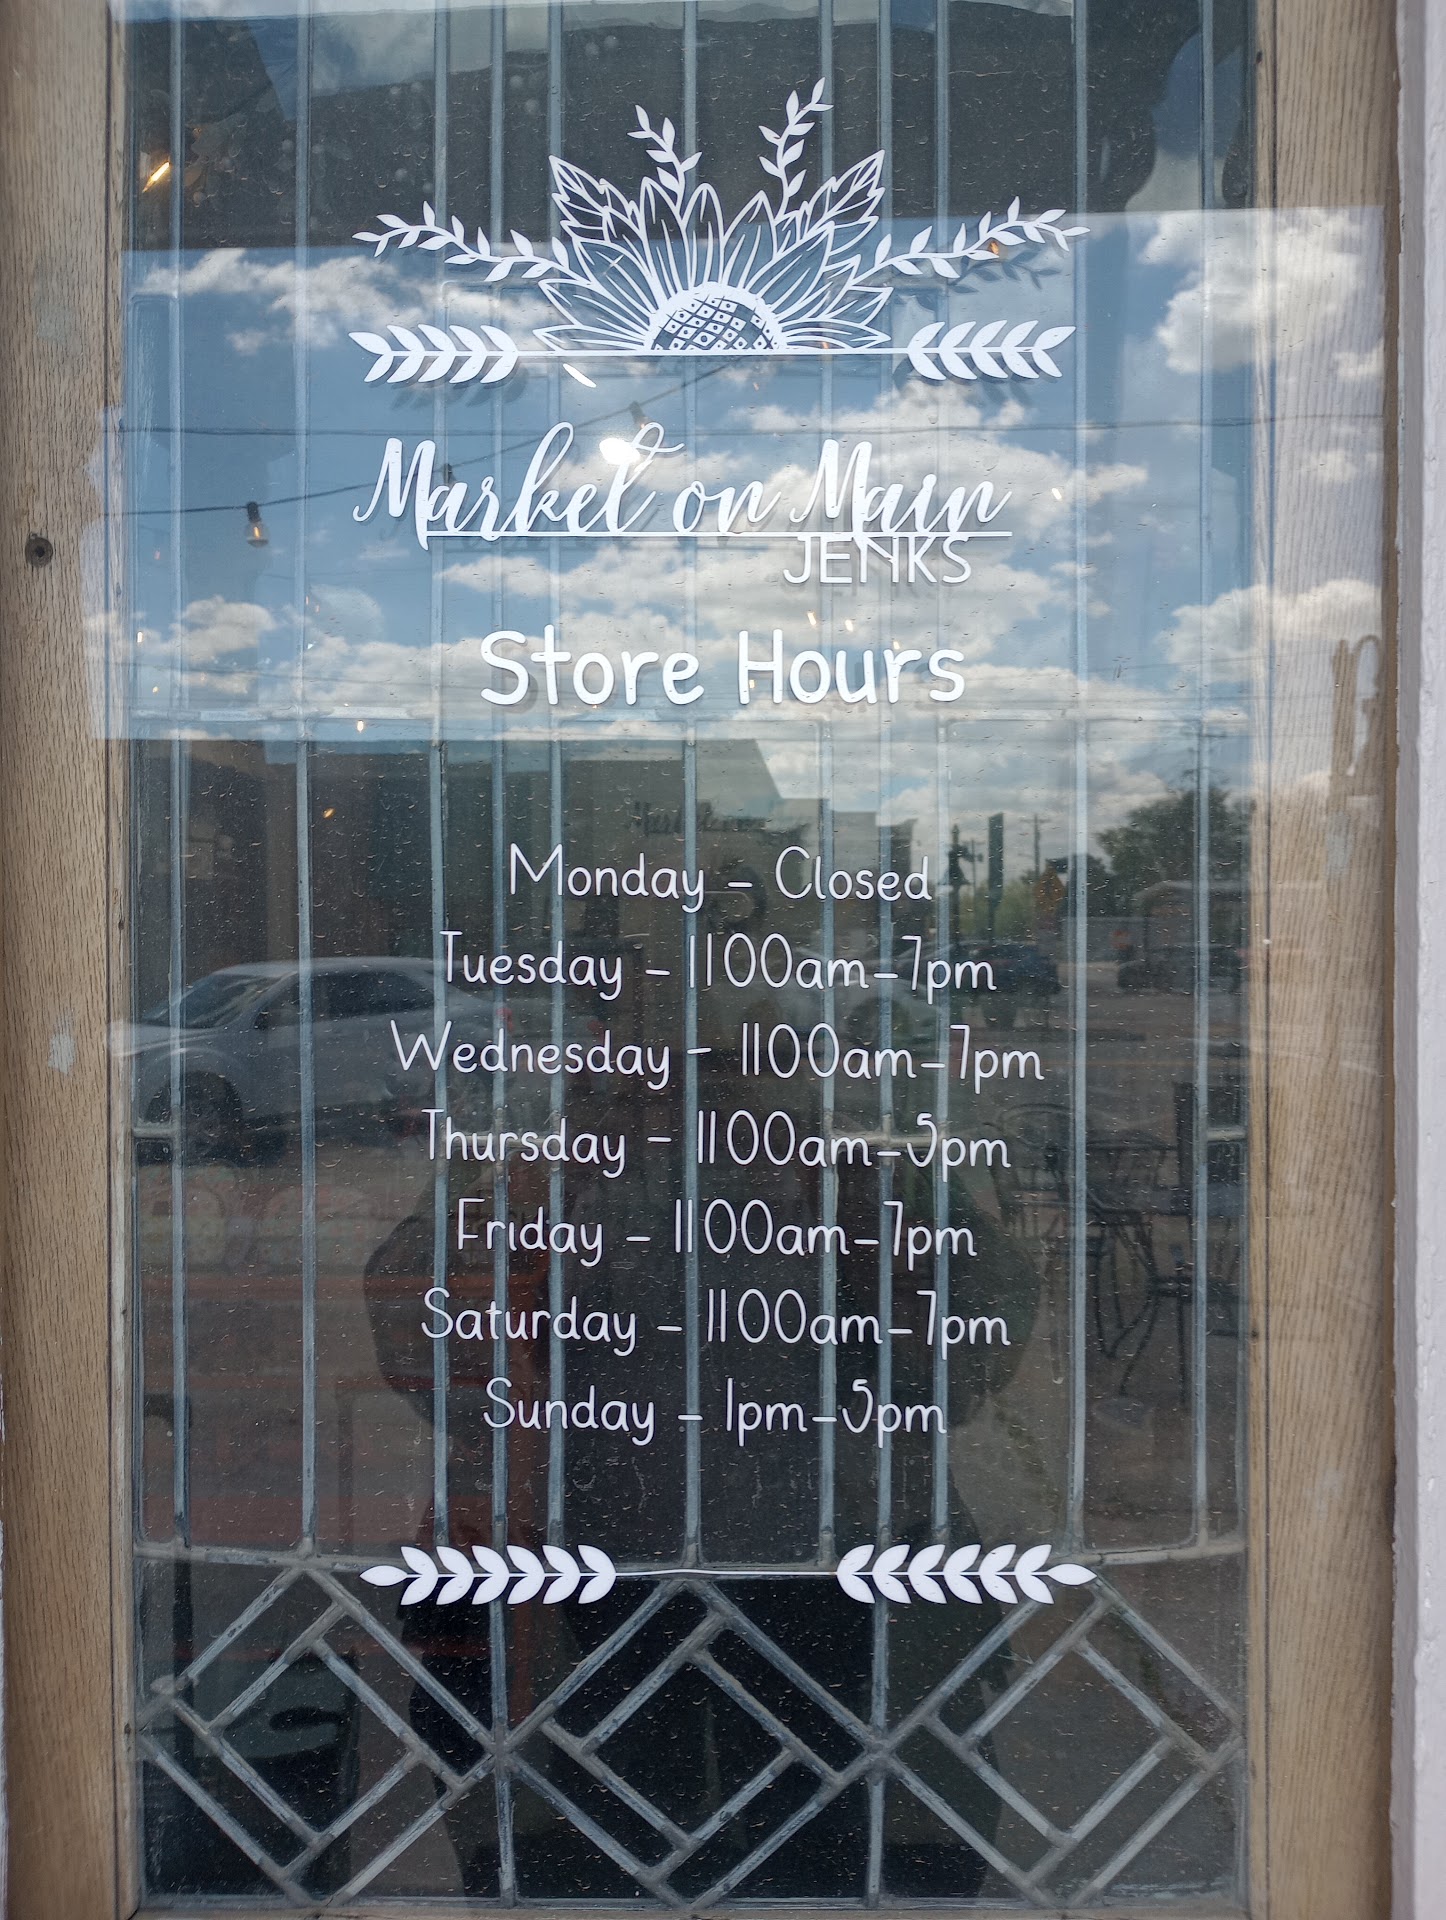 Market on Main
JENKS
Store Hours
Monday - Closed
Tuesday - 1100am-7pm
Wednesday - 1100am-7pm
Thursday - 1100am-5pm
Friday - 1100am-7pm
Saturday - 1100am-7pm
Sunday - 1pm-5pm